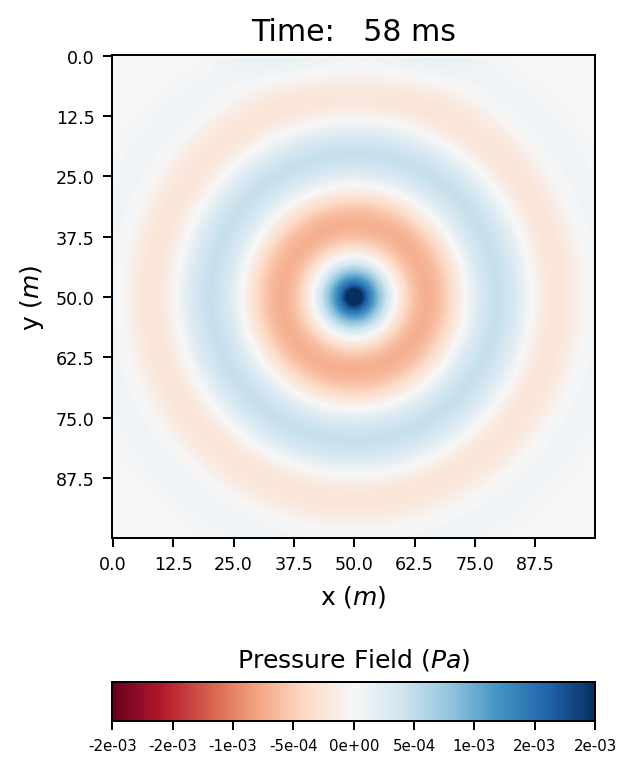 Time: 58 ms
0.0
12.5
25.0
37.5
50.0
62.5
75.0
87.5
y (m)
0.0 12.5 25.0 37.5 50.0 62.5 75.0 87.5
x (m)
Pressure Field (Pa)
-2e-03 -2e-03 -1e-03 -5e-04 0e+00 5e-04 1e-03 2e-03 2e-03